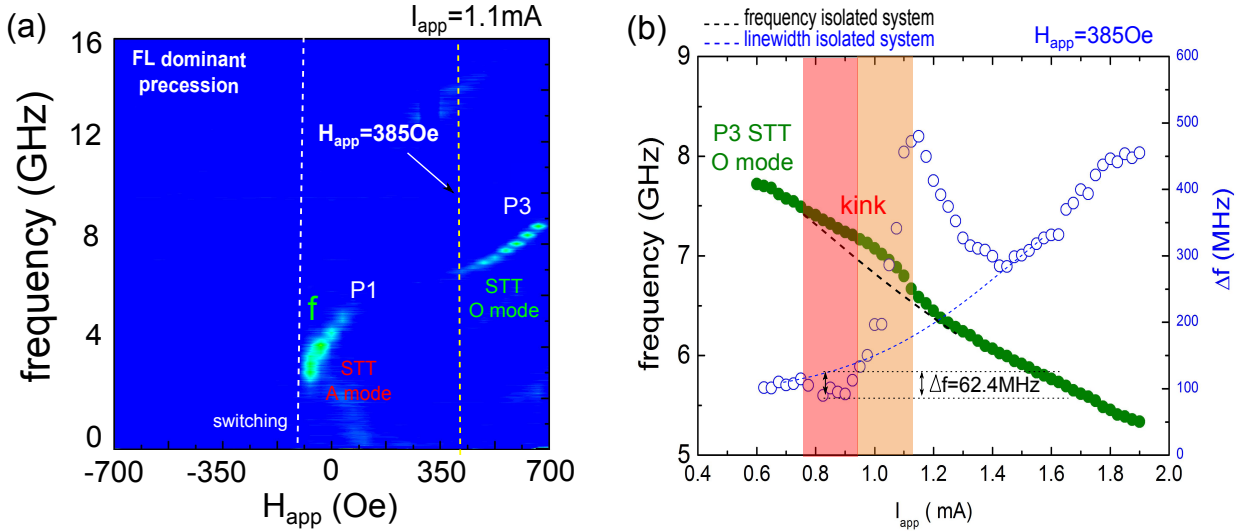 (a)
I_app=1.1mA
16
12
8
4
0
frequency (GHz)
FL dominant
precession
H_app=385Oe
P3
STT
O mode
P1
f
STT
A mode
switching
-700
-350
0
350
700
H_app (Oe)
(b)
frequency isolated system
linewidth isolated system
H_app=385Oe
9
8
7
6
5
frequency (GHz)
P3 STT
O mode
kink
Δf=62.4MHz
600
500
400
300
200
100
0
Δf (MHz)
0.4
0.6
0.8
1.0
1.2
1.4
1.6
1.8
2.0
I_app ( mA)